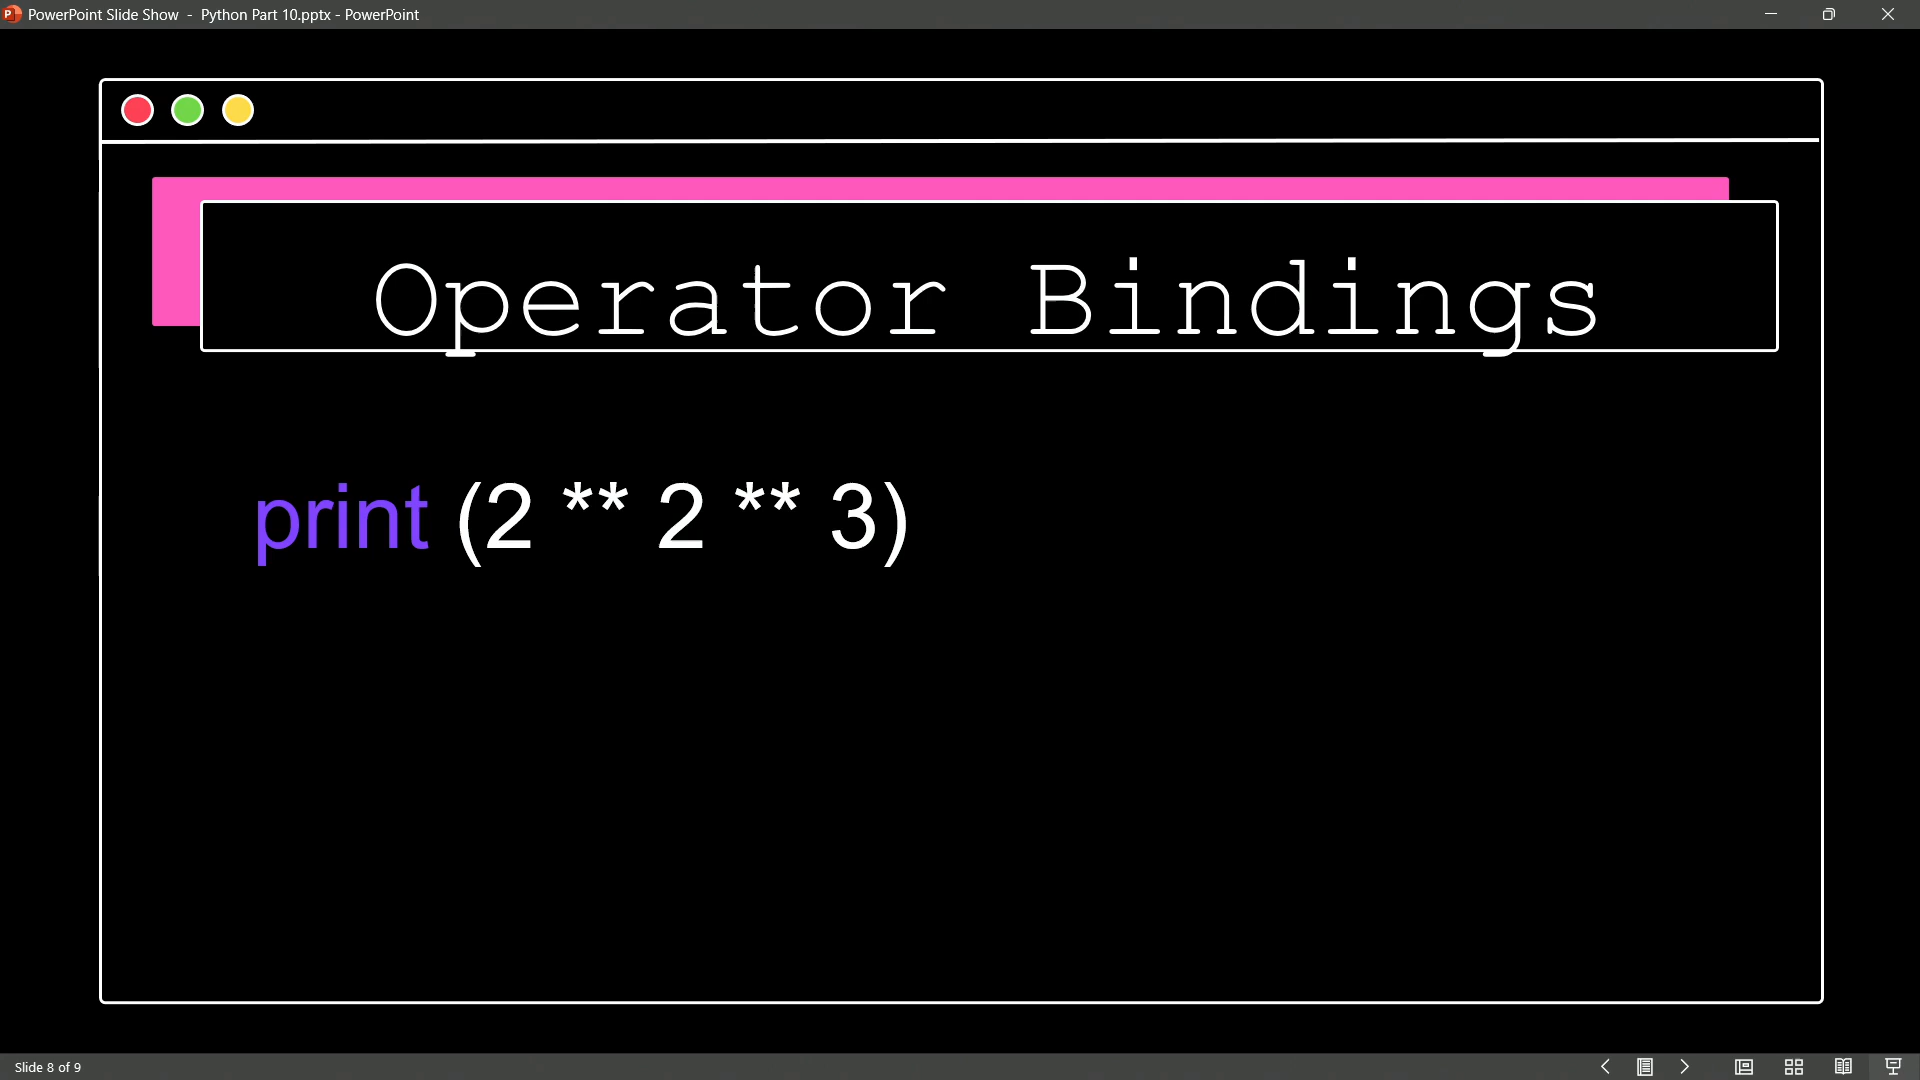 PowerPoint Slide Show - Python Part 10.pptx - PowerPoint
Operator Bindings
print (2 ** 2 ** 3)
Slide 8 of 9